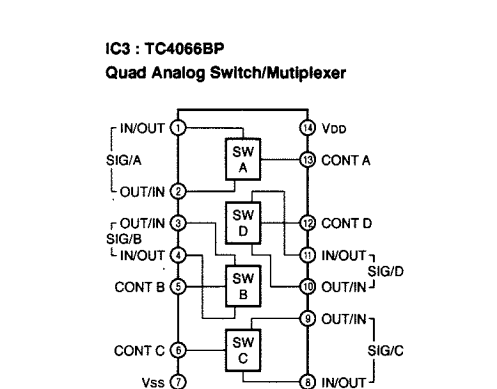 IC3 : TC4066BP
Quad Analog Switch/Mutiplexer
IN/OUT 1 14 VDD
SW A
SIG/A 13 CONT A
OUT/IN 2
OUT/IN 3 SW D 12 CONT D
SIG/B
IN/OUT 4 11 IN/OUT
SIG/D
CONT B 5 SW B 10 OUT/IN
9 OUT/IN
CONT C 6 SW C SIG/C
VSS 7 8 IN/OUT